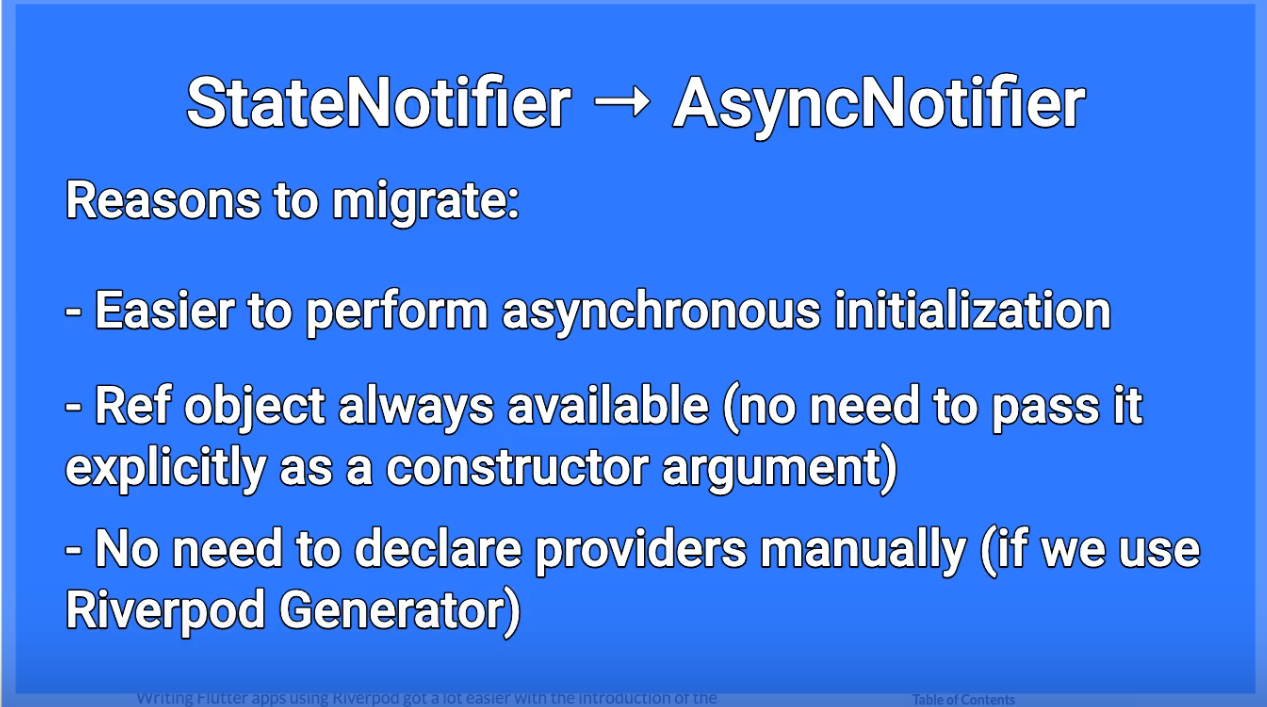 StateNotifier → AsyncNotifier
Reasons to migrate:
- Easier to perform asynchronous initialization
- Ref object always available (no need to pass it
explicitly as a constructor argument)
- No need to declare providers manually (if we use
Riverpod Generator)
Writing Flutter apps using Riverpod got a lot easier with the introduction of the
Table of Contents